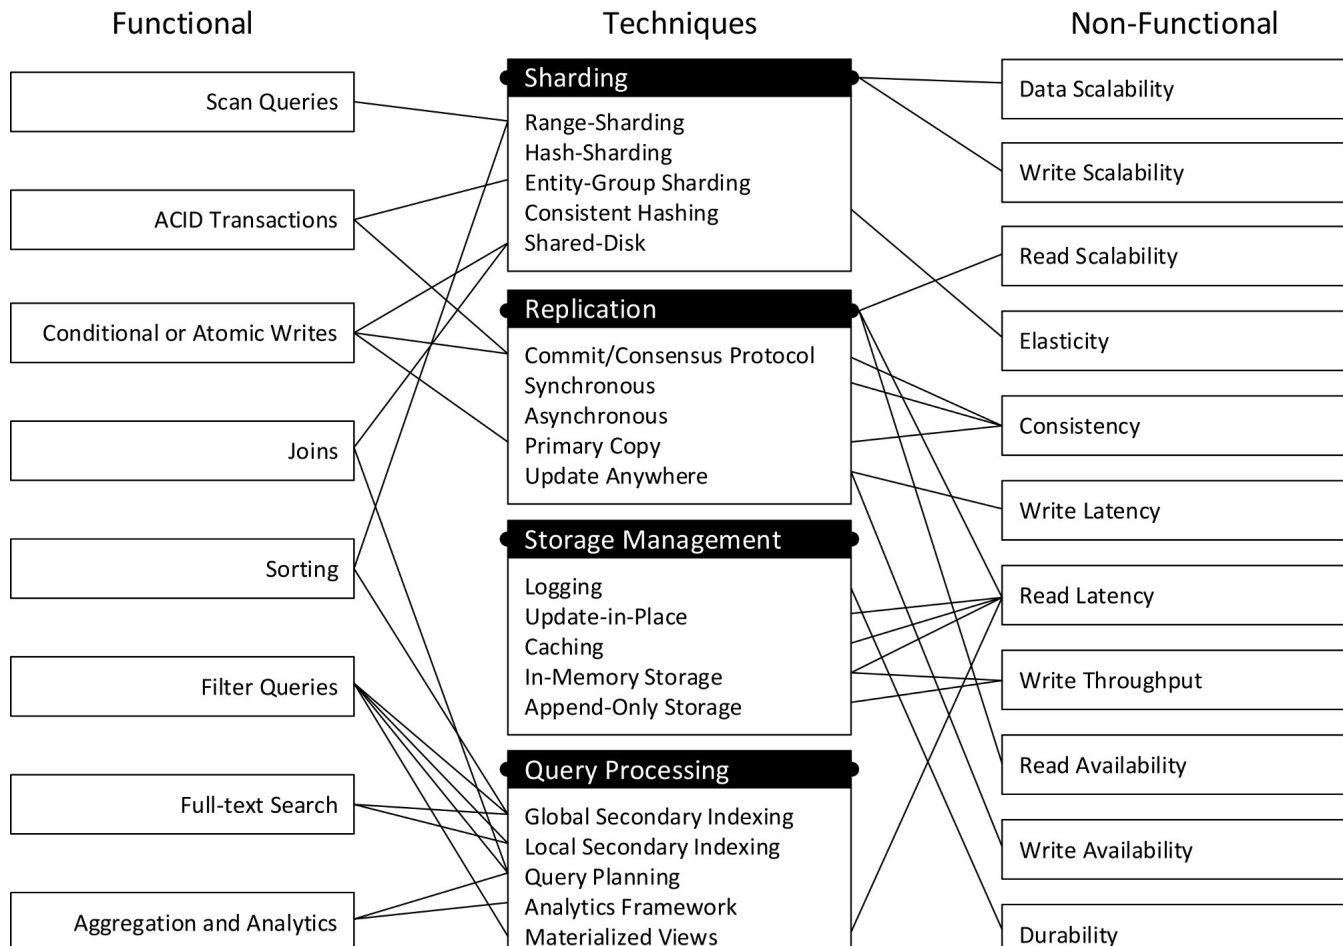 Functional
Techniques
Non-Functional
Scan Queries
ACID Transactions
Conditional or Atomic Writes
Joins
Sorting
Filter Queries
Full-text Search
Aggregation and Analytics
Sharding
Range-Sharding
Hash-Sharding
Entity-Group Sharding
Consistent Hashing
Shared-Disk
Replication
Commit/Consensus Protocol
Synchronous
Asynchronous
Primary Copy
Update Anywhere
Storage Management
Logging
Update-in-Place
Caching
In-Memory Storage
Append-Only Storage
Query Processing
Global Secondary Indexing
Local Secondary Indexing
Query Planning
Analytics Framework
Materialized Views
Data Scalability
Write Scalability
Read Scalability
Elasticity
Consistency
Write Latency
Read Latency
Write Throughput
Read Availability
Write Availability
Durability